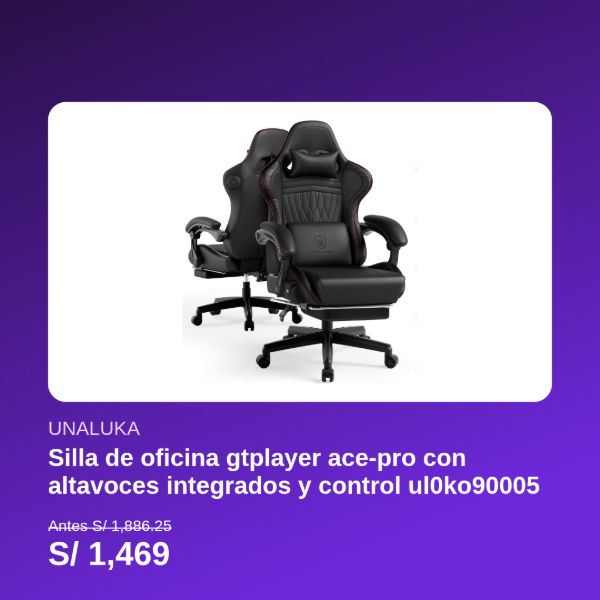 UNALUKA
Silla de oficina gtplayer ace-pro con
altavoces integrados y control ul0ko90005
Antes S/ 1,886.25
S/ 1,469